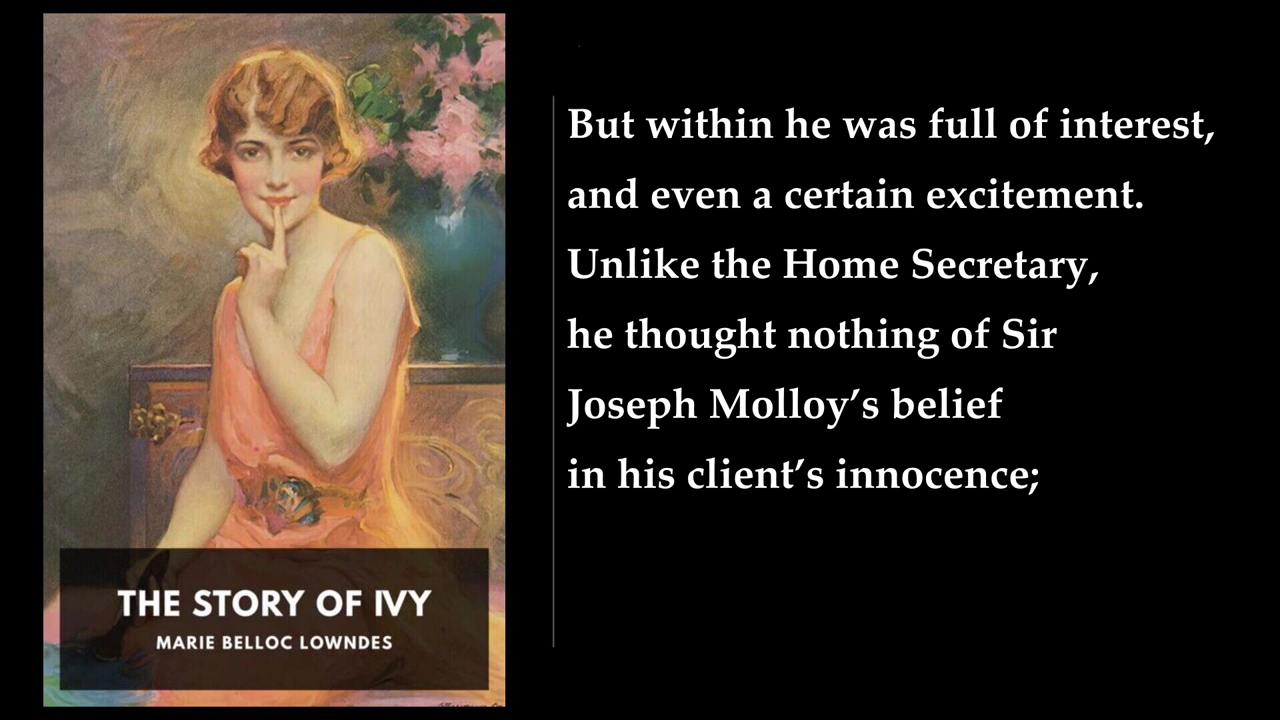 THE STORY OF IVY
MARIE BELLOC LOWNDES
But within he was full of interest,
and even a certain excitement.
Unlike the Home Secretary,
he thought nothing of Sir
Joseph Molloy’s belief
in his client’s innocence;